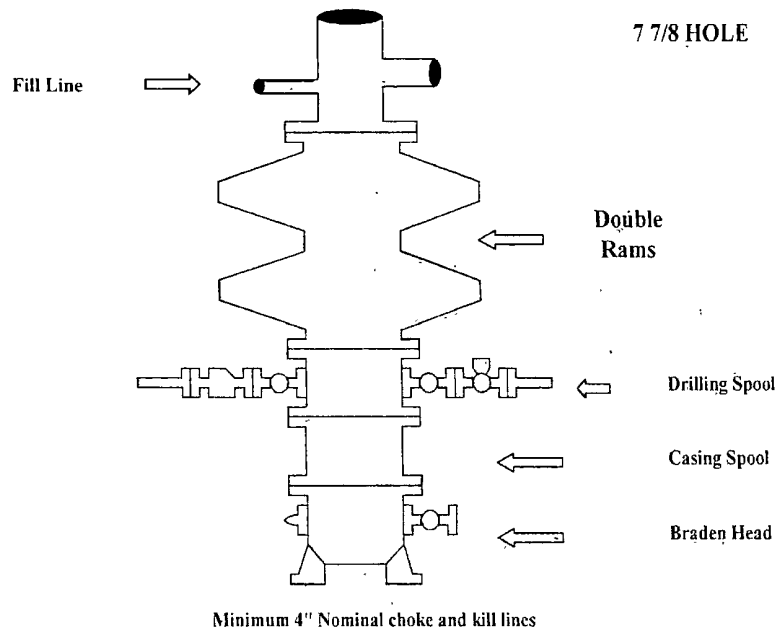 7 7/8 HOLE
Fill Line
Double
Rams
Drilling Spool
Casing Spool
Braden Head
Minimum 4" Nominal choke and kill lines